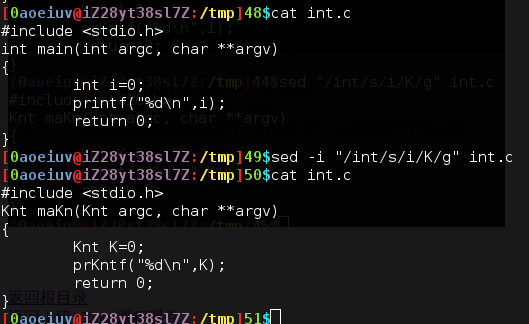 [0aoeiuv@iZ28yt38sl7Z:/tmp]48$cat int.c
#include <stdio.h>
int main(int argc, char **argv)
{
        int i=0;
        printf("%d\n",i);
        return 0;
}
[0aoeiuv@iZ28yt38sl7Z:/tmp]49$sed -i "/int/s/i/K/g" int.c
[0aoeiuv@iZ28yt38sl7Z:/tmp]50$cat int.c
#include <stdio.h>
Knt maKn(Knt argc, char **argv)
{
        Knt K=0;
        prKntf("%d\n",K);
        return 0;
}
[0aoeiuv@iZ28yt38sl7Z:/tmp]51$
返回根目录